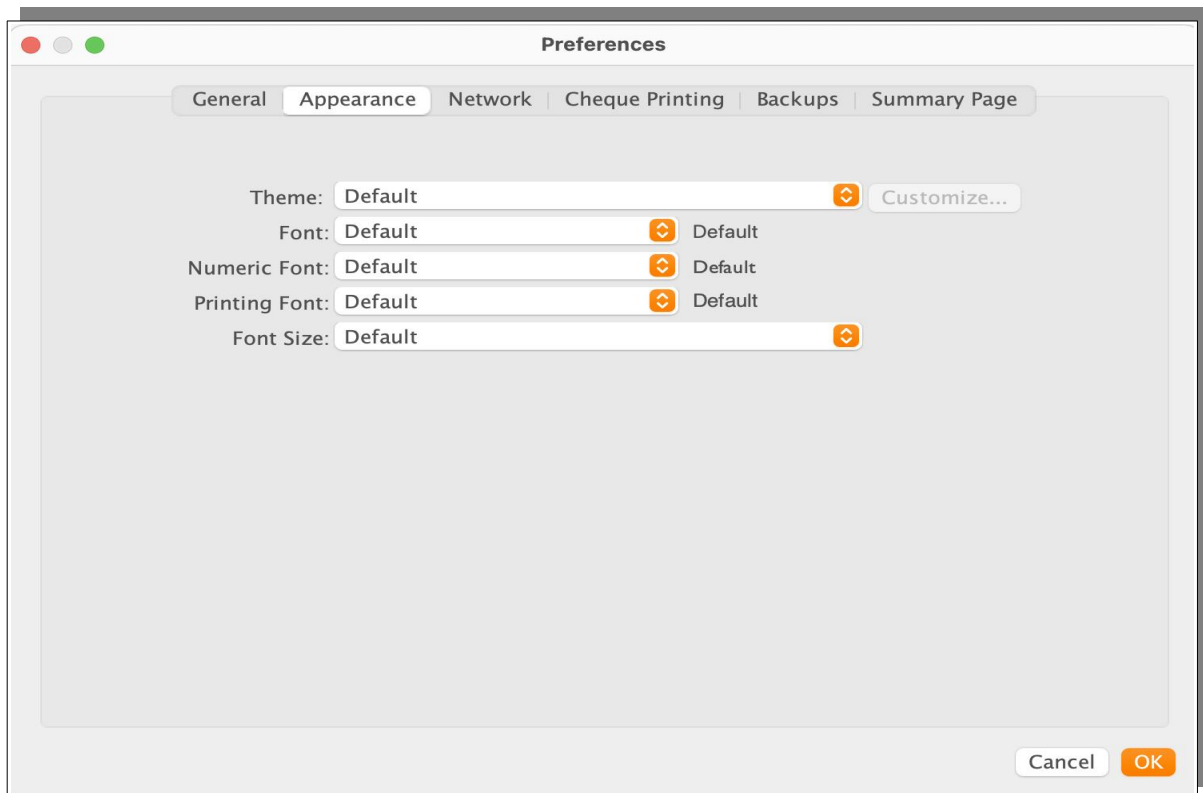 Preferences
General Appearance Network Cheque Printing Backups Summary Page
Theme: Default Customize...
Font: Default Default
Numeric Font: Default Default
Printing Font: Default Default
Font Size: Default
Cancel OK